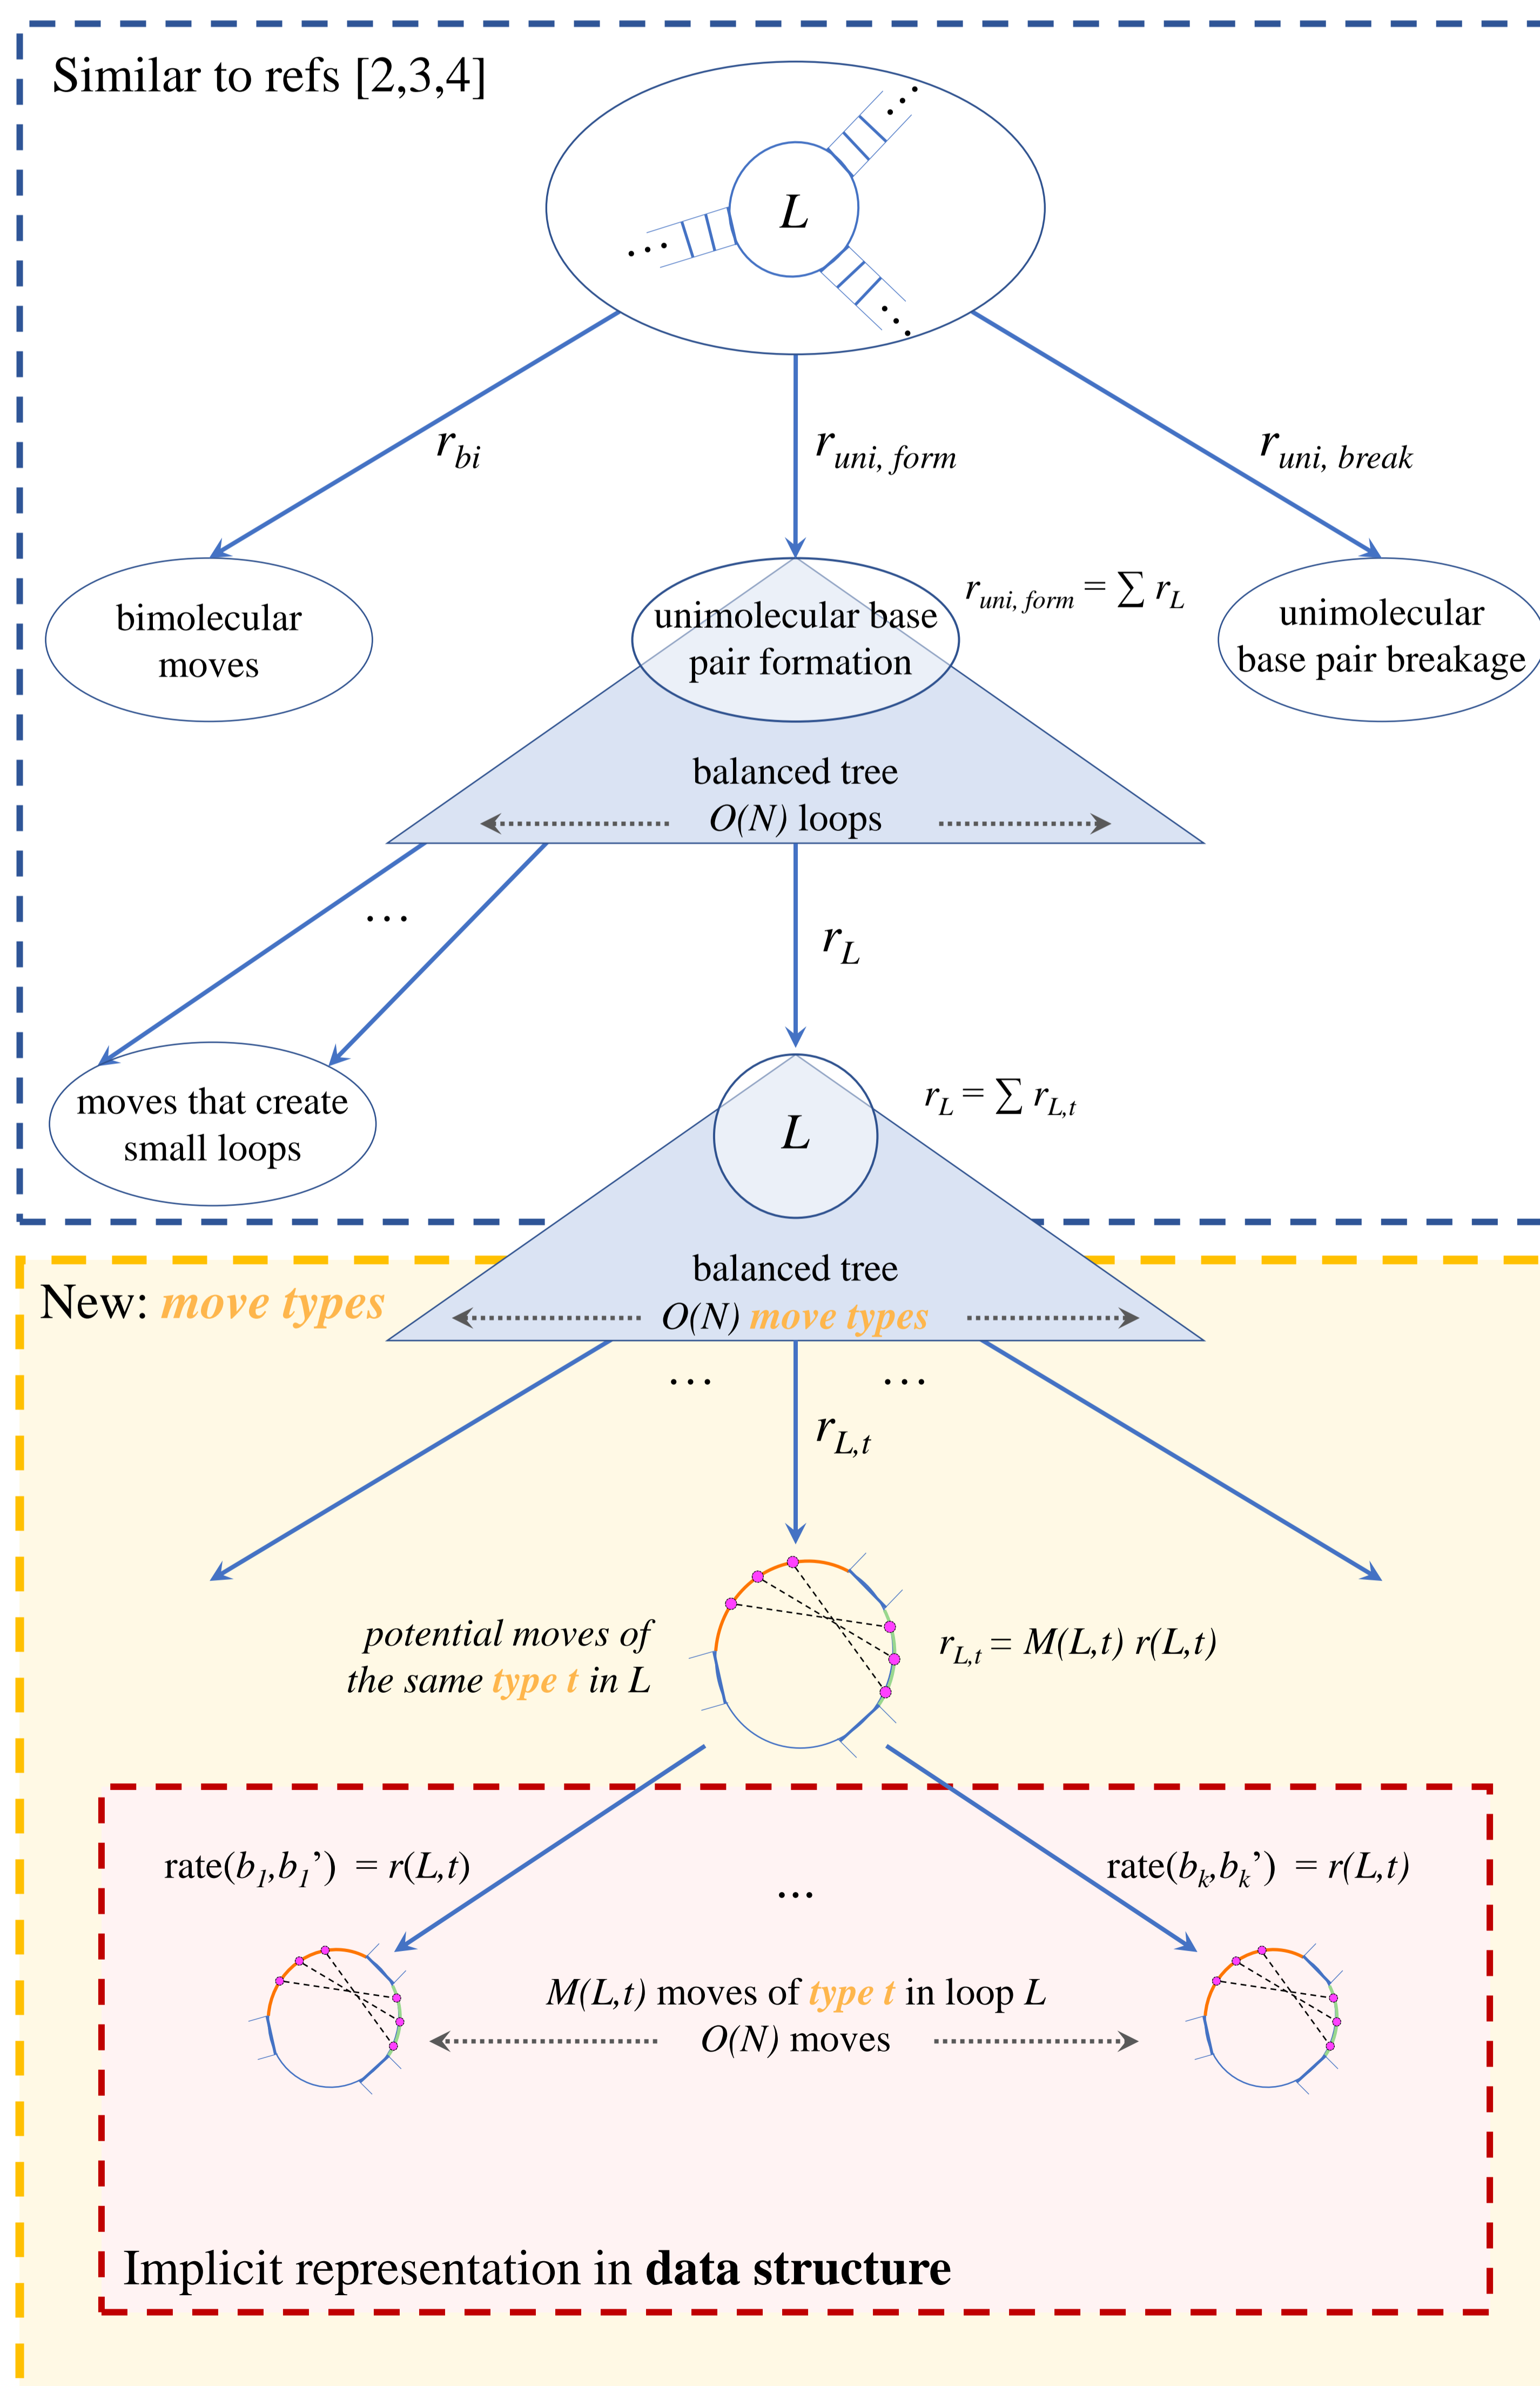 Similar to refs [2,3,4]
L
r_bi
r_uni, form
r_uni, break
bimolecular
moves
unimolecular base
pair formation
r_uni, form = ∑ r_L
unimolecular
base pair breakage
balanced tree
O(N) loops
...
r_L
moves that create
small loops
L
r_L = ∑ r_L,t
balanced tree
O(N) move types
New: move types
... ...
r_L,t
potential moves of
the same type t in L
r_L,t = M(L,t) r(L,t)
rate(b_1,b_1’) = r(L,t)
...
rate(b_k,b_k’) = r(L,t)
M(L,t) moves of type t in loop L
O(N) moves
Implicit representation in data structure